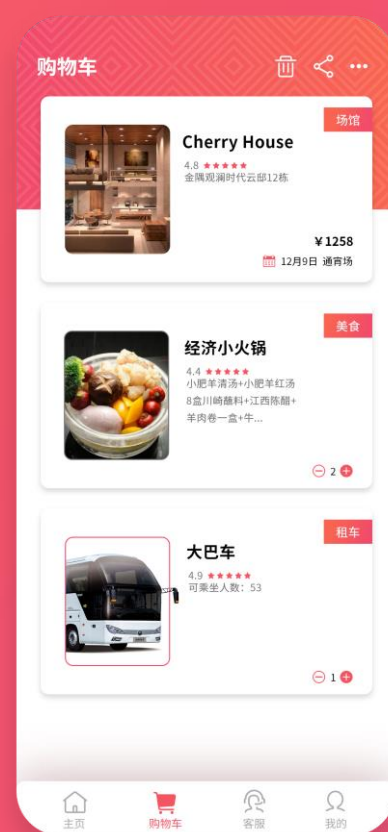 购物车
场馆
Cherry House
4.8
金隅观澜时代云邸12栋
¥1258
12月9日 通宵场
美食
经济小火锅
4.4
小肥羊清汤+小肥羊红汤
8盒川崎蘸料+江西陈醋+
羊肉卷一盒+牛...
2
租车
大巴车
4.9
可乘坐人数：53
1
主页
购物车
客服
我的